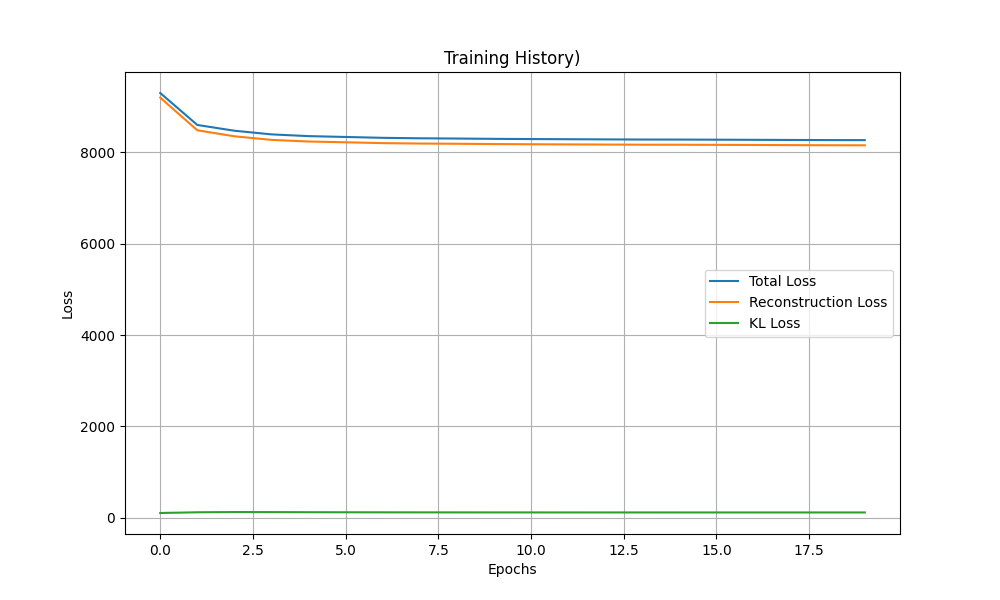 Training History)
Loss
8000
6000
4000
2000
0
Total Loss
Reconstruction Loss
KL Loss
0.0 2.5 5.0 7.5 10.0 12.5 15.0 17.5
Epochs